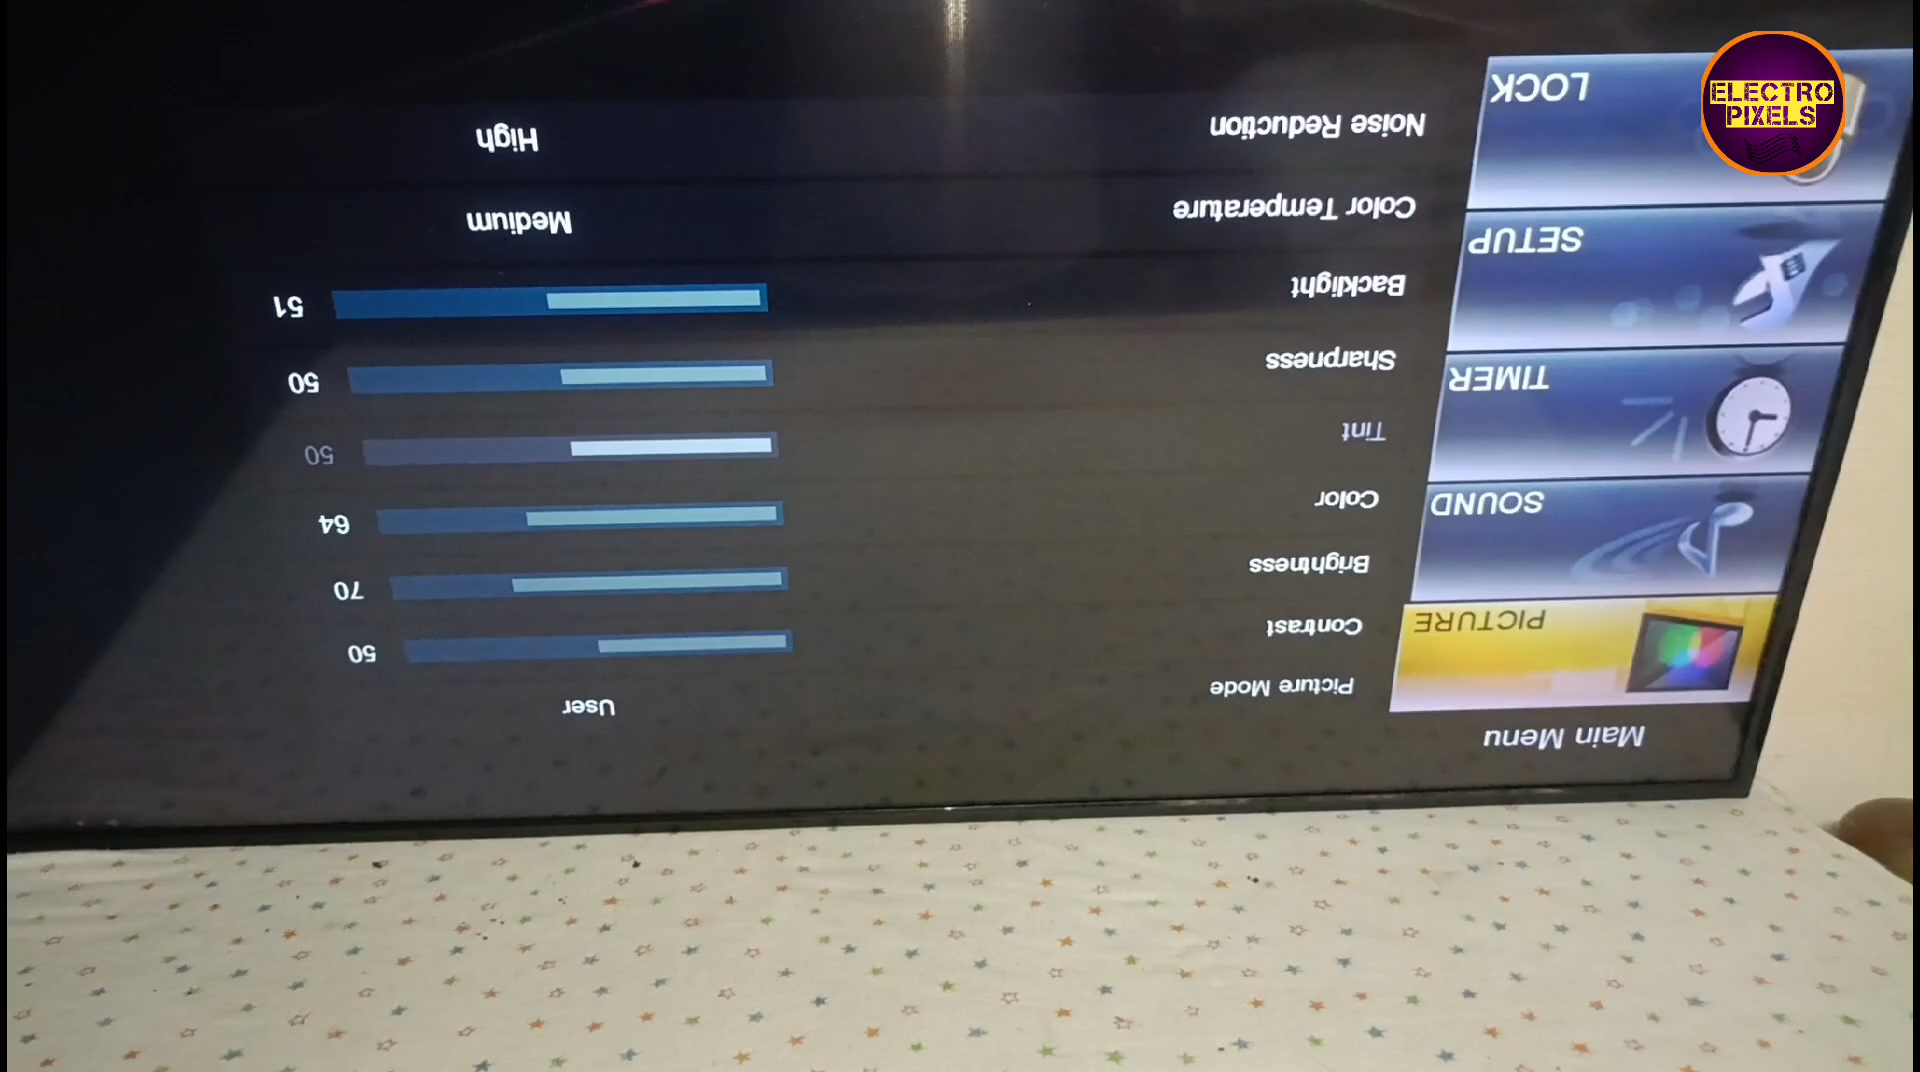 ELECTRO
PIXELS
Main Menu
PICTURE
SOUND
TIMER
SETUP
LOCK
Picture Mode User
Contrast 50
Brightness 70
Color 64
Tint 50
Sharpness 50
Backlight 51
Color Temperature Medium
Noise Reduction High